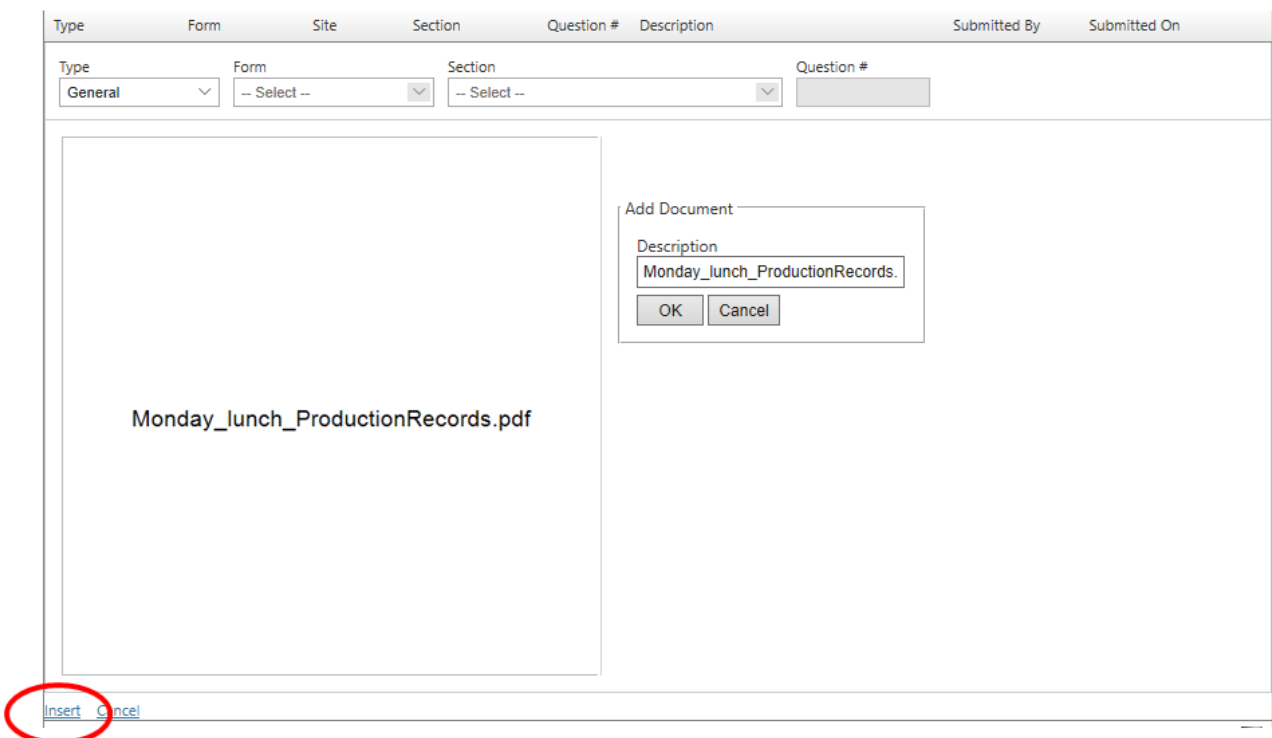 Type Form Site Section Question # Description Submitted By Submitted On
Type Form Section Question #
General -- Select -- -- Select --
Add Document
Description
Monday_lunch_ProductionRecords.
OK Cancel
Monday_lunch_ProductionRecords.pdf
Insert Cancel